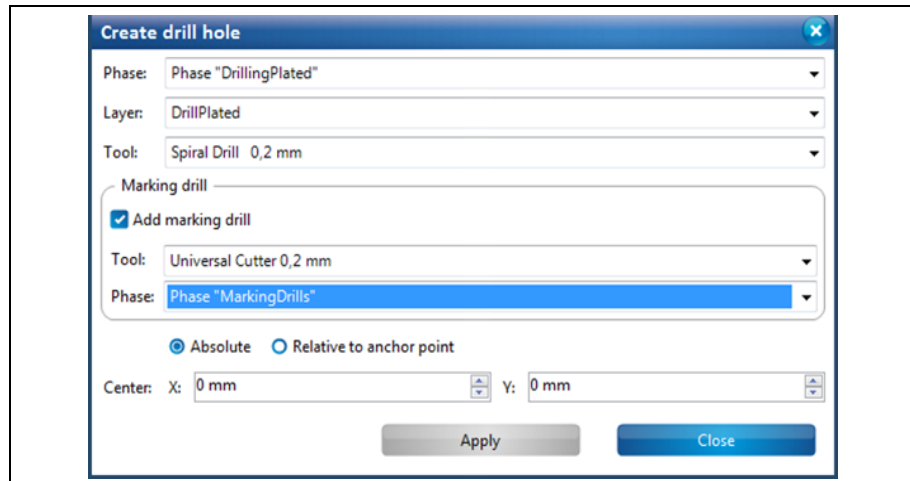 Create drill hole
Phase: Phase "DrillingPlated"
Layer: DrillPlated
Tool: Spiral Drill 0,2 mm
Marking drill
Add marking drill
Tool: Universal Cutter 0,2 mm
Phase: Phase "MarkingDrills"
Absolute Relative to anchor point
Center: X: 0 mm Y: 0 mm
Apply Close